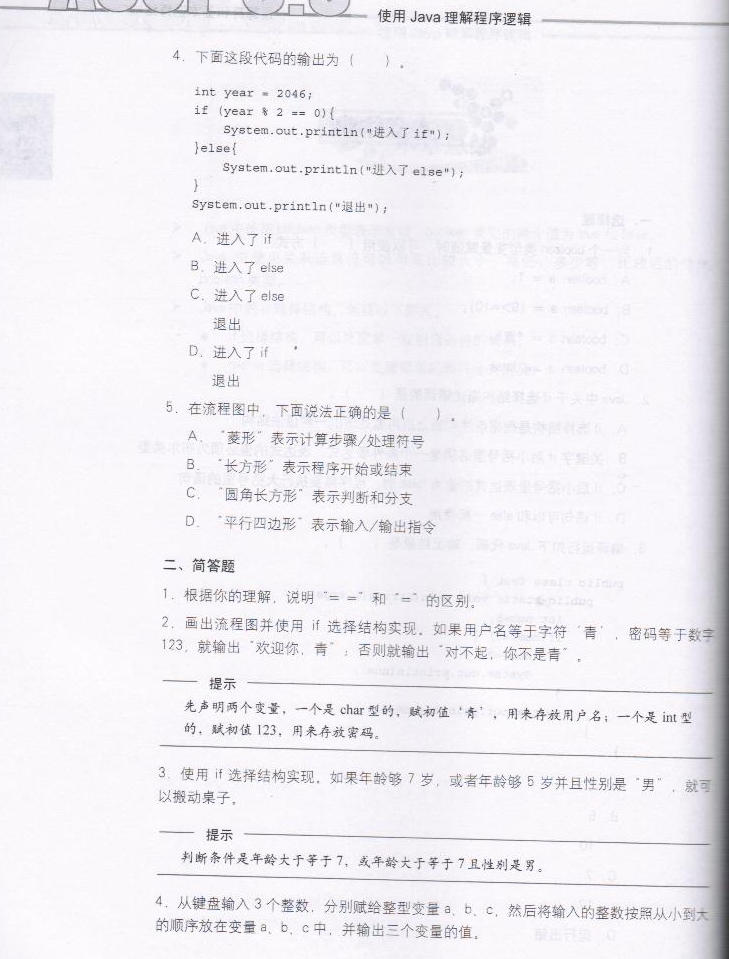 使用 Java 理解程序逻辑
4．下面这段代码的输出为（　　）。
int year = 2046;
if (year % 2 == 0){
System.out.println("进入了 if");
}else{
System.out.println("进入了 else");
}
System.out.println("退出");
A．进入了 if
B．进入了 else
C．进入了 else
退出
D．进入了 if
退出
5．在流程图中，下面说法正确的是（　　）。
A．“菱形”表示计算步骤/处理符号
B．“长方形”表示程序开始或结束
C．“圆角长方形”表示判断和分支
D．“平行四边形”表示输入/输出指令
二、简答题
1．根据你的理解，说明“= =”和“=”的区别。
2．画出流程图并使用 if 选择结构实现。如果用户名等于字符‘青’，密码等于数字
123，就输出“欢迎你，青”；否则就输出“对不起，你不是青”。
提示
先声明两个变量，一个是 char 型的，赋初值‘青’，用来存放用户名；一个是 int 型
的，赋初值 123，用来存放密码。
3．使用 if 选择结构实现。如果年龄够 7 岁，或者年龄够 5 岁并且性别是“男”，就可
以搬动桌子。
提示
判断条件是年龄大于等于 7，或年龄大于等于 7 且性别是男。
4．从键盘输入 3 个整数，分别赋给整型变量 a、b、c，然后将输入的整数按照从小到大
的顺序放在变量 a、b、c 中，并输出三个变量的值。